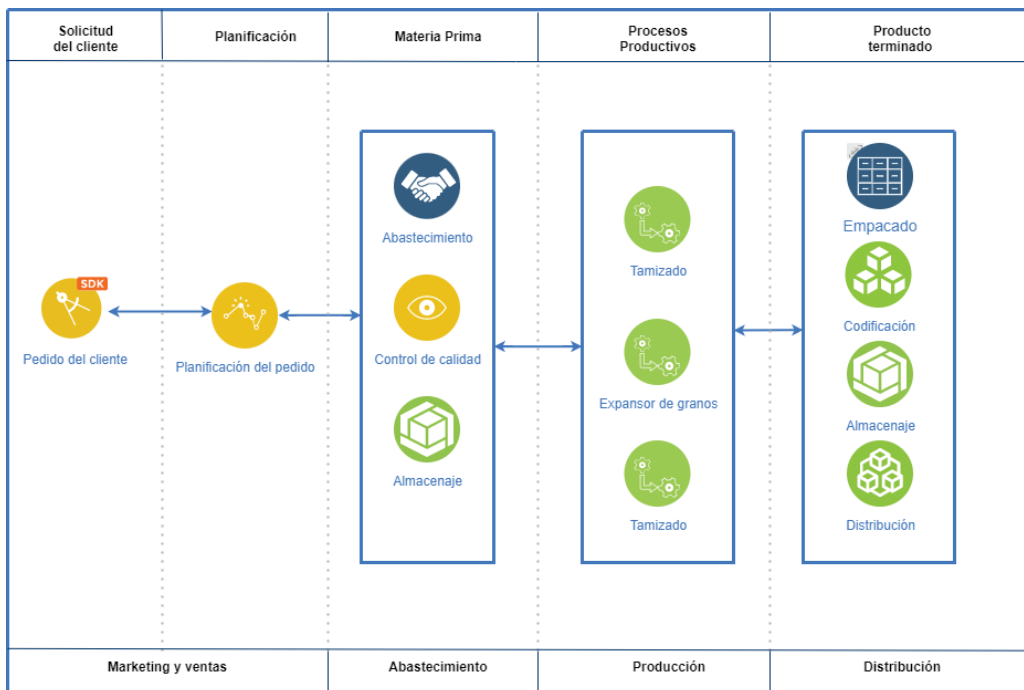 Solicitud
del cliente
Planificación
Materia Prima
Procesos
Productivos
Producto
terminado
SDK
Pedido del cliente
Planificación del pedido
Abastecimiento
Control de calidad
Almacenaje
Tamizado
Expansor de granos
Tamizado
Empacado
Codificación
Almacenaje
Distribución
Marketing y ventas
Abastecimiento
Producción
Distribución